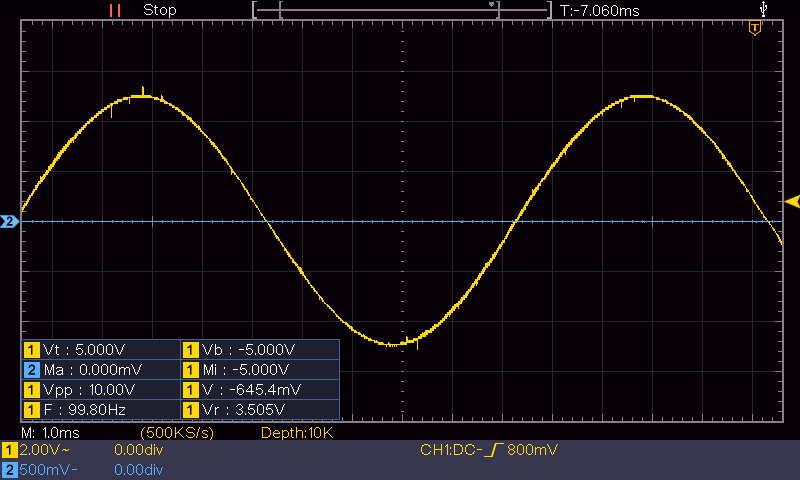 Stop T:-7.060ms
T
2
1 Vt : 5.000V 1 Vb : -5.000V
2 Ma : 0.000mV 1 Mi : -5.000V
1 Vpp : 10.00V 1 V : -645.4mV
1 F : 99.80Hz 1 Vr : 3.505V
M: 1.0ms (500KS/s) Depth:10K
1 2.00V~ 0.00div CH1:DC- 800mV
2 500mV- 0.00div